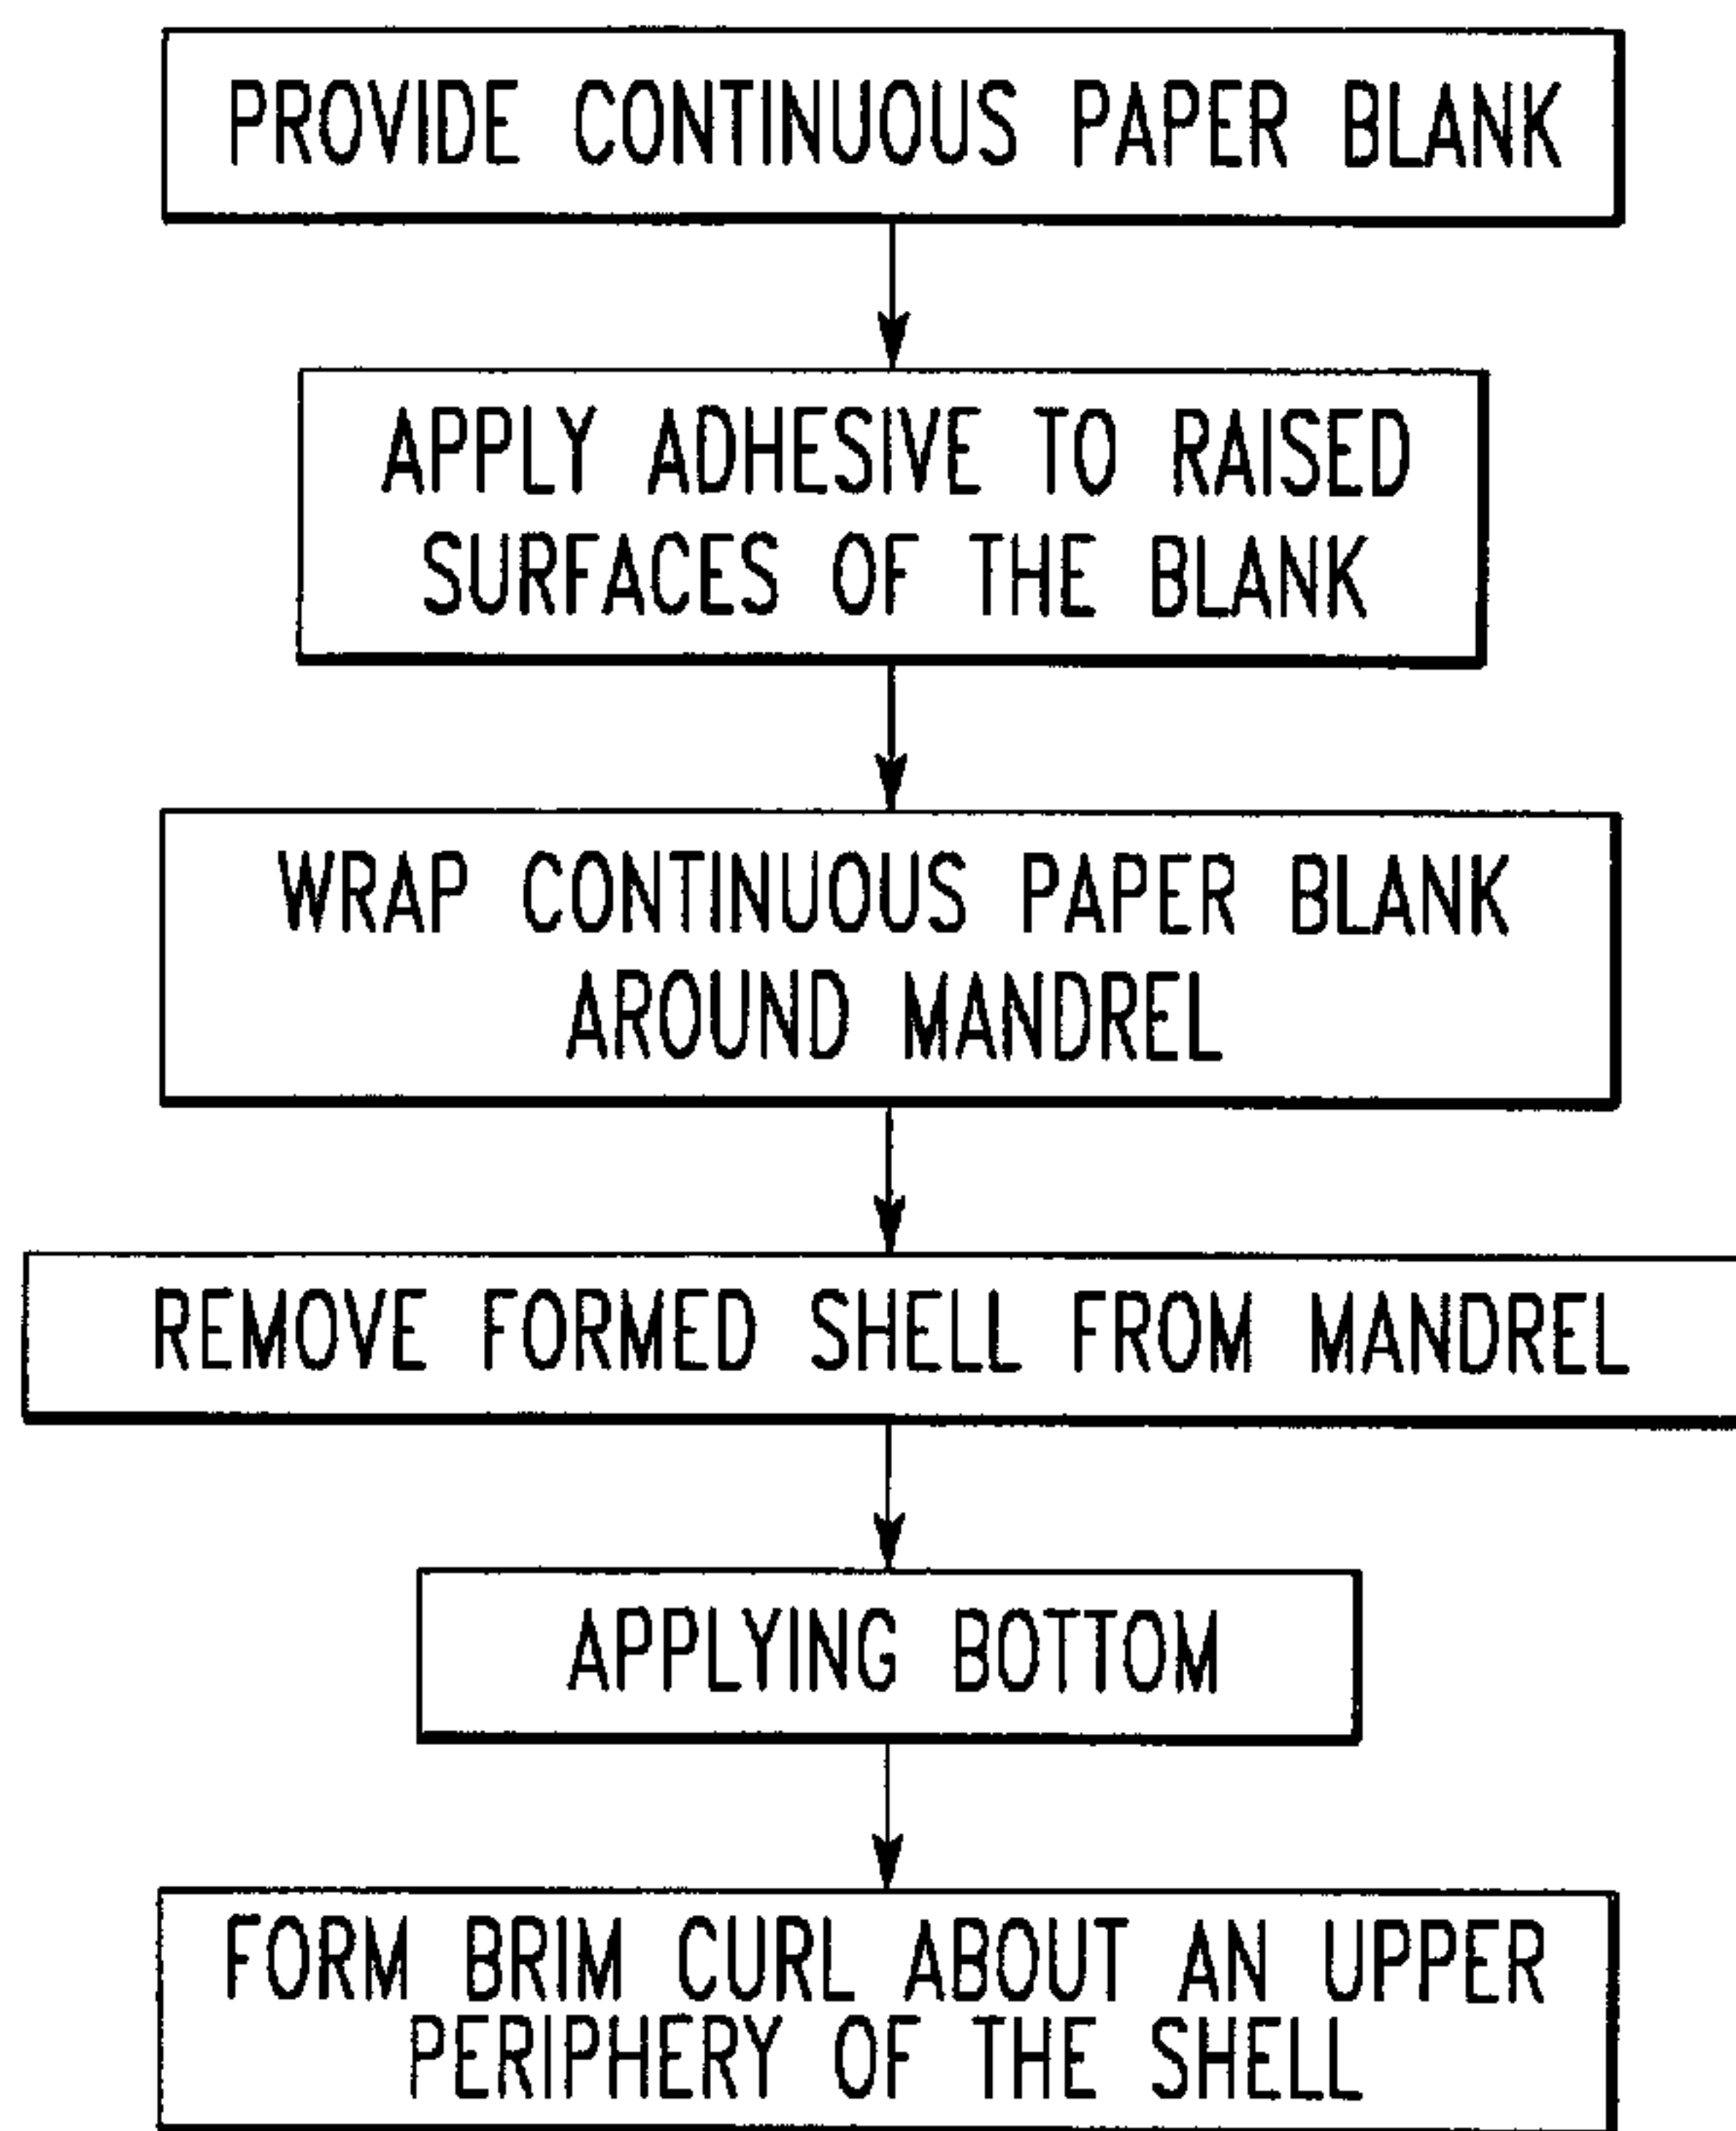 PROVIDE CONTINUOUS PAPER BLANK
APPLY ADHESIVE TO RAISED
SURFACES OF THE BLANK
WRAP CONTINUOUS PAPER BLANK
AROUND MANDREL
REMOVE FORMED SHELL FROM MANDREL
APPLYING BOTTOM
FORM BRIM CURL ABOUT AN UPPER
PERIPHERY OF THE SHELL